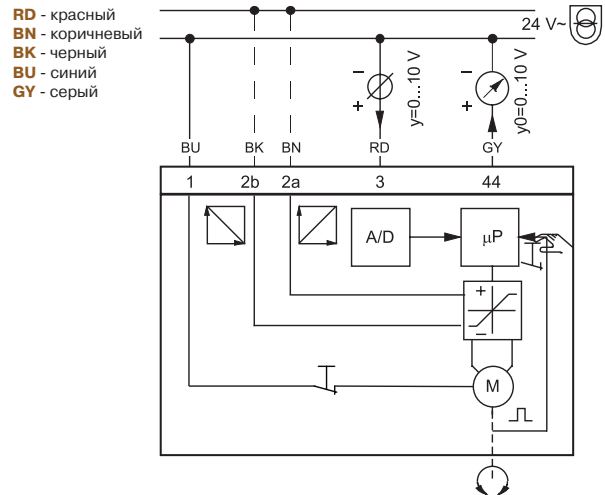 RD - красный
BN - коричневый
BK - черный
BU - синий
GY - серый
24 V~
– –
+ +
y=0...10 V
y0=0...10 V
BU BK BN RD GY
1 2b 2a 3 44
A/D µP
+
–
M